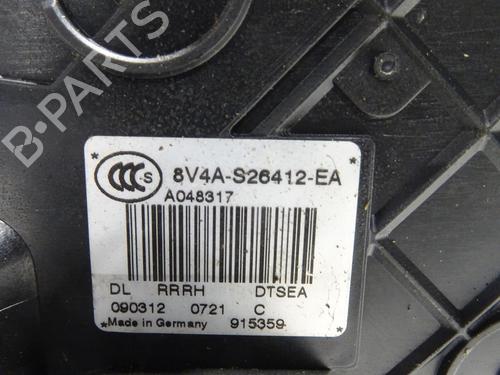 B-PARTS
CCC S
8V4A-S26412-EA
A048317
DL RRRH DTSEA
090312 0721 C
Made in Germany 915359